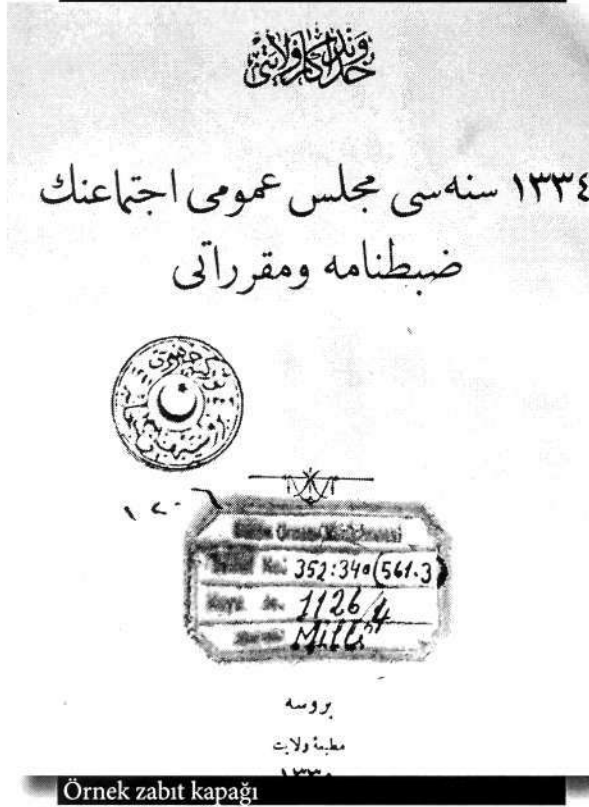 خداوندكار ولايتى
١٣٣٤ سنه‌سى مجلس عمومى اجتماعنك
ضبطنامه ومقرراتى
352:340(561.3)
1126/4
Milli
بروسه
مطبعهٔ ولايت
Örnek zabıt kapağı